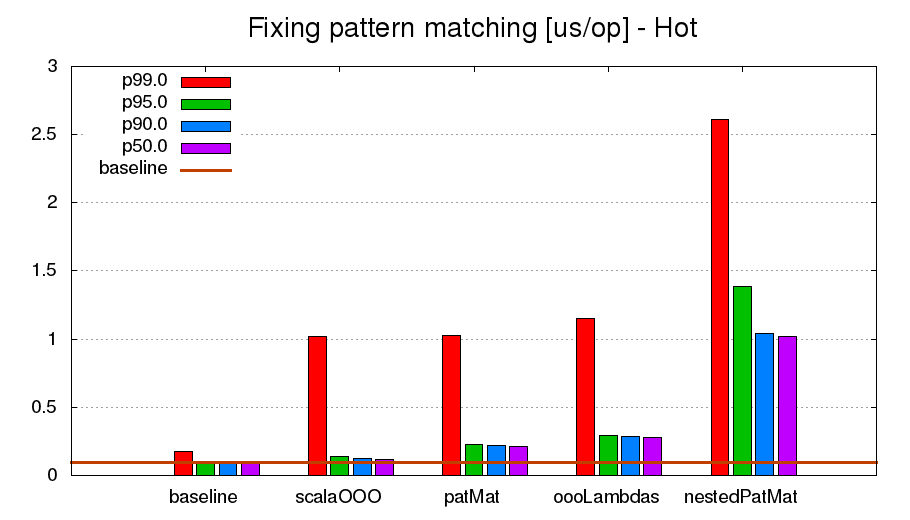 Fixing pattern matching [us/op] - Hot
3
2.5
2
1.5
1
0.5
0
p99.0
p95.0
p90.0
p50.0
baseline
baseline scalaOOO patMat oooLambdas nestedPatMat